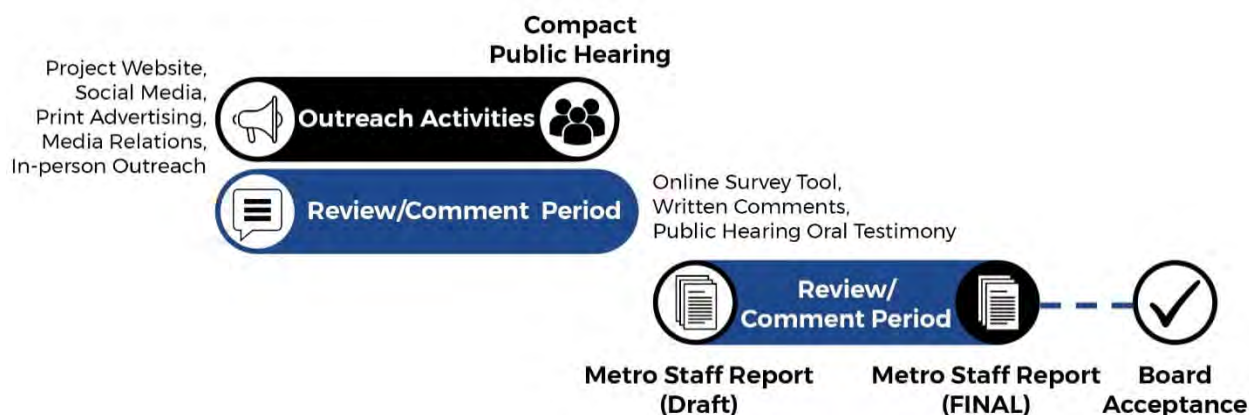 Compact
Public Hearing
Project Website,
Social Media,
Print Advertising,
Media Relations,
In-person Outreach
Outreach Activities
Review/Comment Period
Online Survey Tool,
Written Comments,
Public Hearing Oral Testimony
Review/
Comment Period
Metro Staff Report
(Draft)
Metro Staff Report
(FINAL)
Board
Acceptance